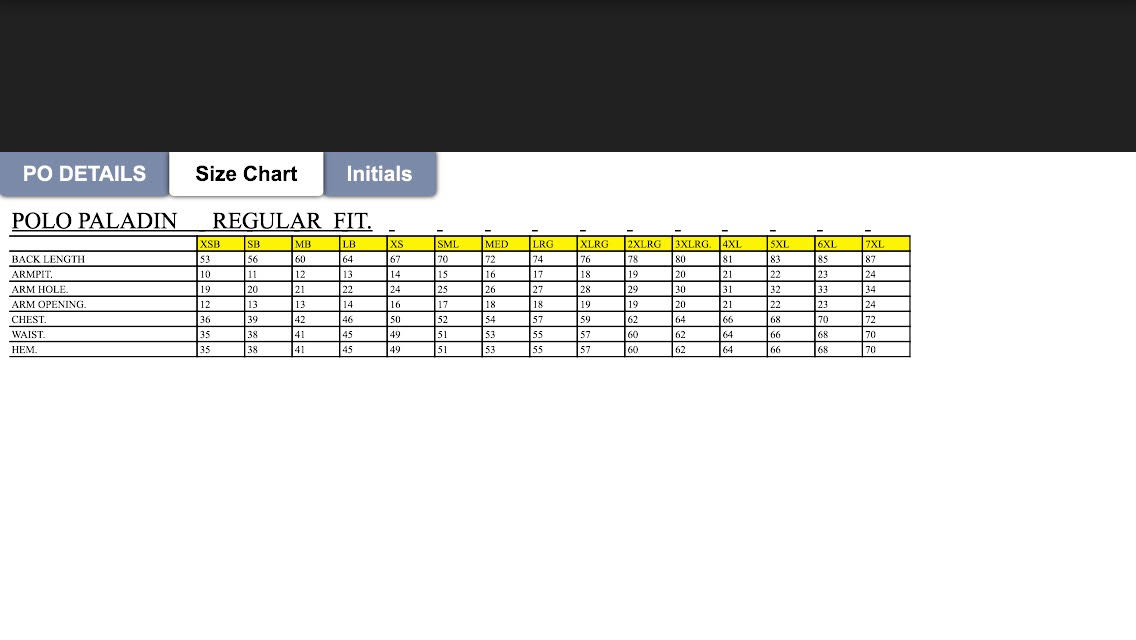 PO DETAILS Size Chart Initials
POLO PALADIN _ REGULAR FIT. _ _ _ _ _ _ _ _ _ _ _
XSB SB MB LB XS SML MED LRG XLRG 2XLRG 3XLRG. 4XL 5XL 6XL 7XL
BACK LENGTH 53 56 60 64 67 70 72 74 76 78 80 81 83 85 87
ARMPIT. 10 11 12 13 14 15 16 17 18 19 20 21 22 23 24
ARM HOLE. 19 20 21 22 24 25 26 27 28 29 30 31 32 33 34
ARM OPENING. 12 13 13 14 16 17 18 18 19 19 20 21 22 23 24
CHEST. 36 39 42 46 50 52 54 57 59 62 64 66 68 70 72
WAIST. 35 38 41 45 49 51 53 55 57 60 62 64 66 68 70
HEM. 35 38 41 45 49 51 53 55 57 60 62 64 66 68 70